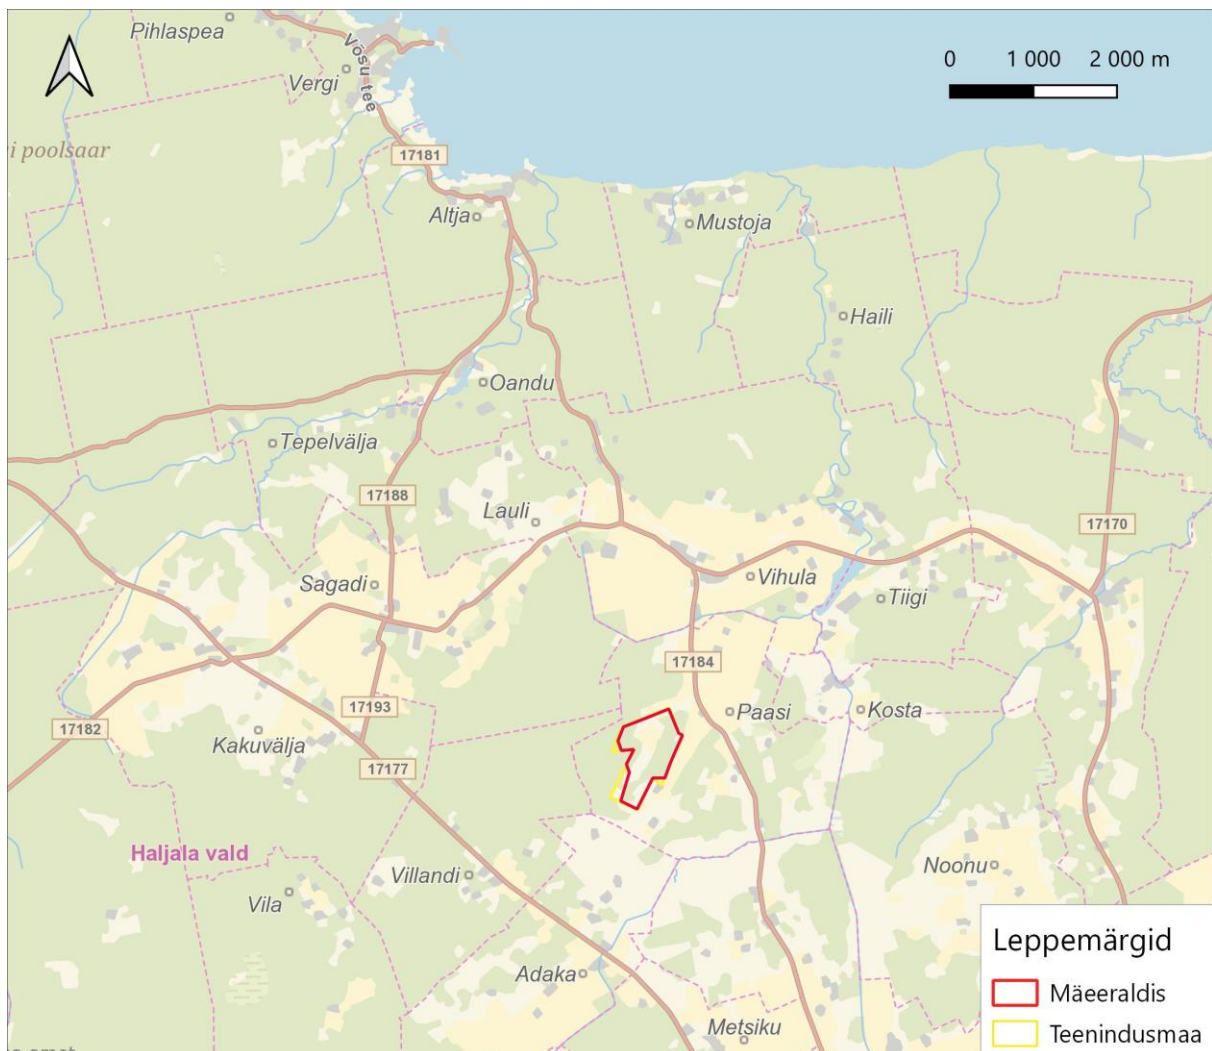 Pihlaspea
Vergi
Võsu tee
0 1 000 2 000 m
i poolsaar
17181
Altja
Mustoja
Haili
Oandu
Tepelvälja
17188
Lauli
17170
Sagadi
Vihula
Tiigi
17184
17193
17182
Kakuvälja
Paasi
Kosta
17177
Haljala vald
Villandi
Vila
Noonu
Adaka
Metsiku
Leppemärgid
Mäeeraldis
Teenindusmaa